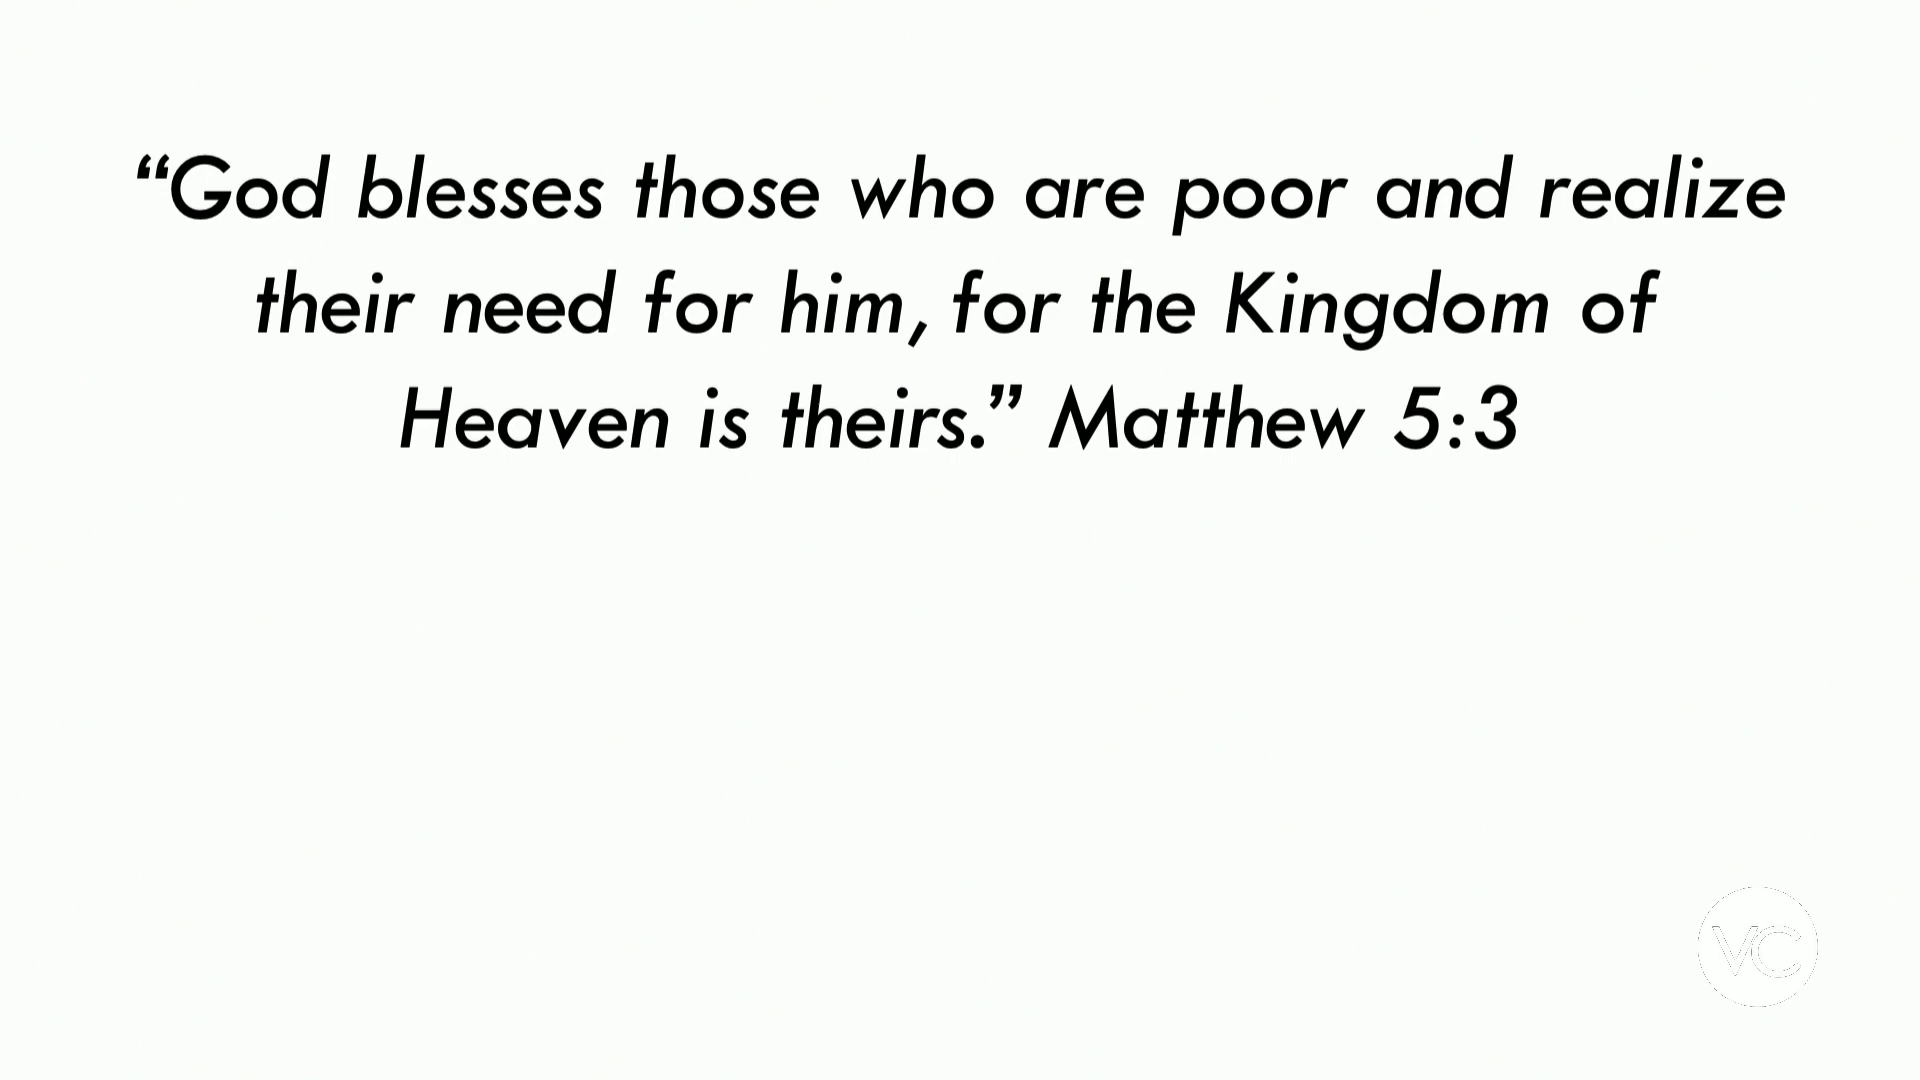 “God blesses those who are poor and realize
their need for him, for the Kingdom of
Heaven is theirs.” Matthew 5:3
VC